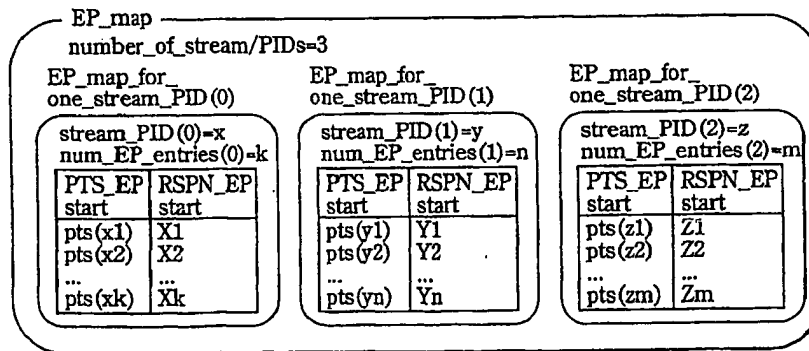 EP_map
number_of_stream/PIDs=3
EP_map_for_
one_stream_PID(0)
stream_PID(0)=x
num_EP_entries(0)=k
PTS_EP RSPN_EP
start start
pts(x1) X1
pts(x2) X2
... ...
pts(xk) Xk
EP_map_for_
one_stream_PID(1)
stream_PID(1)=y
num_EP_entries(1)=n
PTS_EP RSPN_EP
start start
pts(y1) Y1
pts(y2) Y2
... ...
pts(yn) Yn
EP_map_for_
one_stream_PID(2)
stream_PID(2)=z
num_EP_entries(2)=m
PTS_EP RSPN_EP
start start
pts(z1) Z1
pts(z2) Z2
... ...
pts(zm) Zm